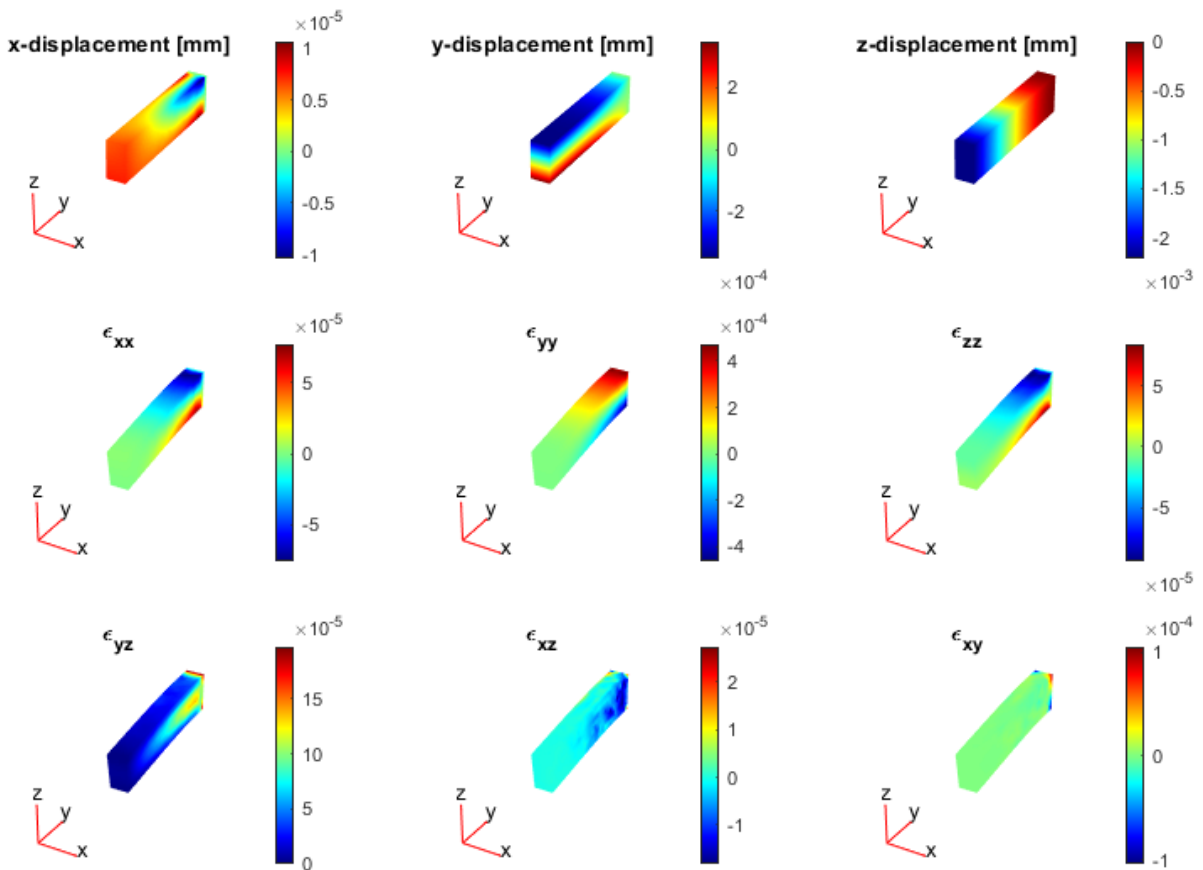 x-displacement [mm]
×10^-5
1
0.5
0
-0.5
-1
z
y
x
y-displacement [mm]
2
0
-2
×10^-4
z
y
x
z-displacement [mm]
0
-0.5
-1
-1.5
-2
×10^-3
z
y
x
ϵxx
×10^-5
5
0
-5
z
y
x
ϵyy
×10^-4
4
2
0
-2
-4
z
y
x
ϵzz
5
0
-5
×10^-5
z
y
x
ϵyz
×10^-5
15
10
5
0
z
y
x
ϵxz
×10^-5
2
1
0
-1
z
y
x
ϵxy
×10^-4
1
0
-1
z
y
x